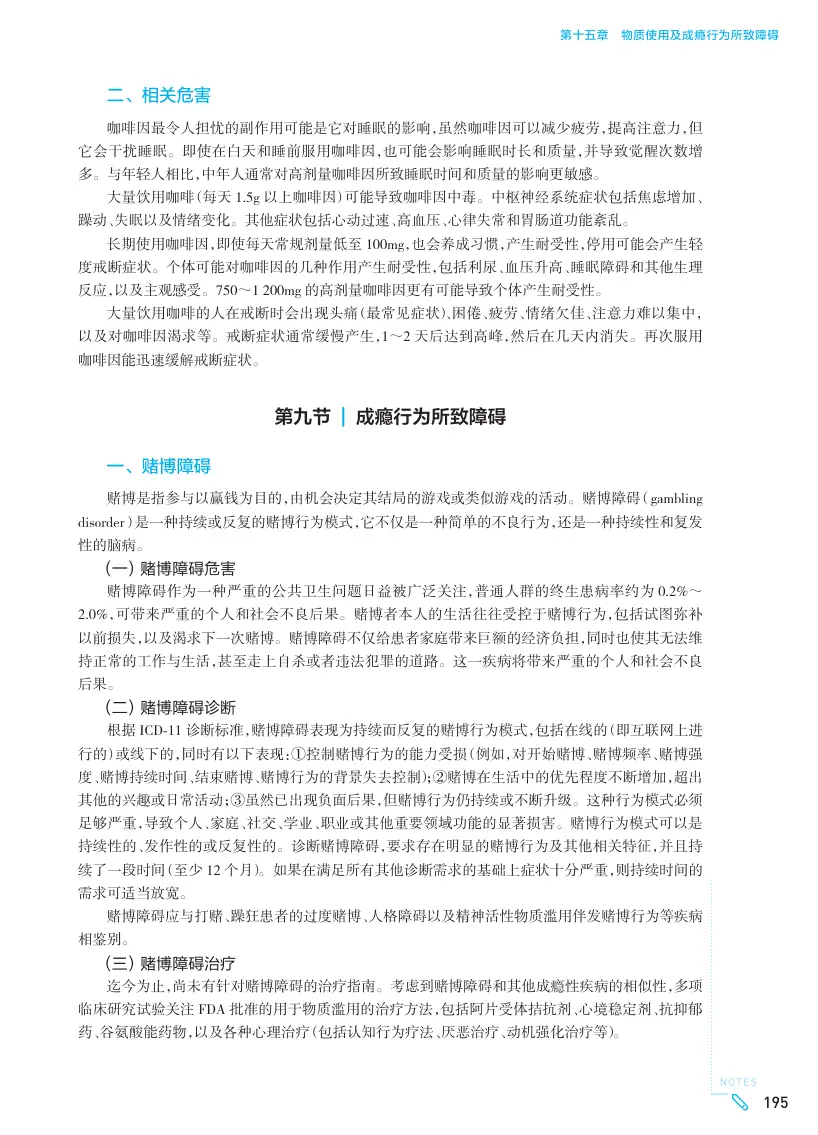 第十五章　物质使用及成瘾行为所致障碍
二、相关危害
咖啡因最令人担忧的副作用可能是它对睡眠的影响,虽然咖啡因可以减少疲劳,提高注意力,但
它会干扰睡眠。即使在白天和睡前服用咖啡因,也可能会影响睡眠时长和质量,并导致觉醒次数增
多。与年轻人相比,中年人通常对高剂量咖啡因所致睡眠时间和质量的影响更敏感。
大量饮用咖啡(每天 1.5g 以上咖啡因)可能导致咖啡因中毒。中枢神经系统症状包括焦虑增加、
躁动、失眠以及情绪变化。其他症状包括心动过速、高血压、心律失常和胃肠道功能紊乱。
长期使用咖啡因,即使每天常规剂量低至 100mg,也会养成习惯,产生耐受性,停用可能会产生轻
度戒断症状。个体可能对咖啡因的几种作用产生耐受性,包括利尿、血压升高、睡眠障碍和其他生理
反应,以及主观感受。750～1 200mg 的高剂量咖啡因更有可能导致个体产生耐受性。
大量饮用咖啡的人在戒断时会出现头痛(最常见症状)、困倦、疲劳、情绪欠佳、注意力难以集中,
以及对咖啡因渴求等。戒断症状通常缓慢产生,1～2 天后达到高峰,然后在几天内消失。再次服用
咖啡因能迅速缓解戒断症状。
第九节 | 成瘾行为所致障碍
一、赌博障碍
赌博是指参与以赢钱为目的,由机会决定其结局的游戏或类似游戏的活动。赌博障碍(gambling
disorder)是一种持续或反复的赌博行为模式,它不仅是一种简单的不良行为,还是一种持续性和复发
性的脑病。
(一)赌博障碍危害
赌博障碍作为一种严重的公共卫生问题日益被广泛关注,普通人群的终生患病率约为 0.2%～
2.0%,可带来严重的个人和社会不良后果。赌博者本人的生活往往受控于赌博行为,包括试图弥补
以前损失,以及渴求下一次赌博。赌博障碍不仅给患者家庭带来巨额的经济负担,同时也使其无法维
持正常的工作与生活,甚至走上自杀或者违法犯罪的道路。这一疾病将带来严重的个人和社会不良
后果。
(二)赌博障碍诊断
根据 ICD-11 诊断标准,赌博障碍表现为持续而反复的赌博行为模式,包括在线的(即互联网上进
行的)或线下的,同时有以下表现:①控制赌博行为的能力受损(例如,对开始赌博、赌博频率、赌博强
度、赌博持续时间、结束赌博、赌博行为的背景失去控制);②赌博在生活中的优先程度不断增加,超出
其他的兴趣或日常活动;③虽然已出现负面后果,但赌博行为仍持续或不断升级。这种行为模式必须
足够严重,导致个人、家庭、社交、学业、职业或其他重要领域功能的显著损害。赌博行为模式可以是
持续性的、发作性的或反复性的。诊断赌博障碍,要求存在明显的赌博行为及其他相关特征,并且持
续了一段时间(至少 12 个月)。如果在满足所有其他诊断需求的基础上症状十分严重,则持续时间的
需求可适当放宽。
赌博障碍应与打赌、躁狂患者的过度赌博、人格障碍以及精神活性物质滥用伴发赌博行为等疾病
相鉴别。
(三)赌博障碍治疗
迄今为止,尚未有针对赌博障碍的治疗指南。考虑到赌博障碍和其他成瘾性疾病的相似性,多项
临床研究试验关注 FDA 批准的用于物质滥用的治疗方法,包括阿片受体拮抗剂、心境稳定剂、抗抑郁
药、谷氨酸能药物,以及各种心理治疗(包括认知行为疗法、厌恶治疗、动机强化治疗等)。
NOTES
195